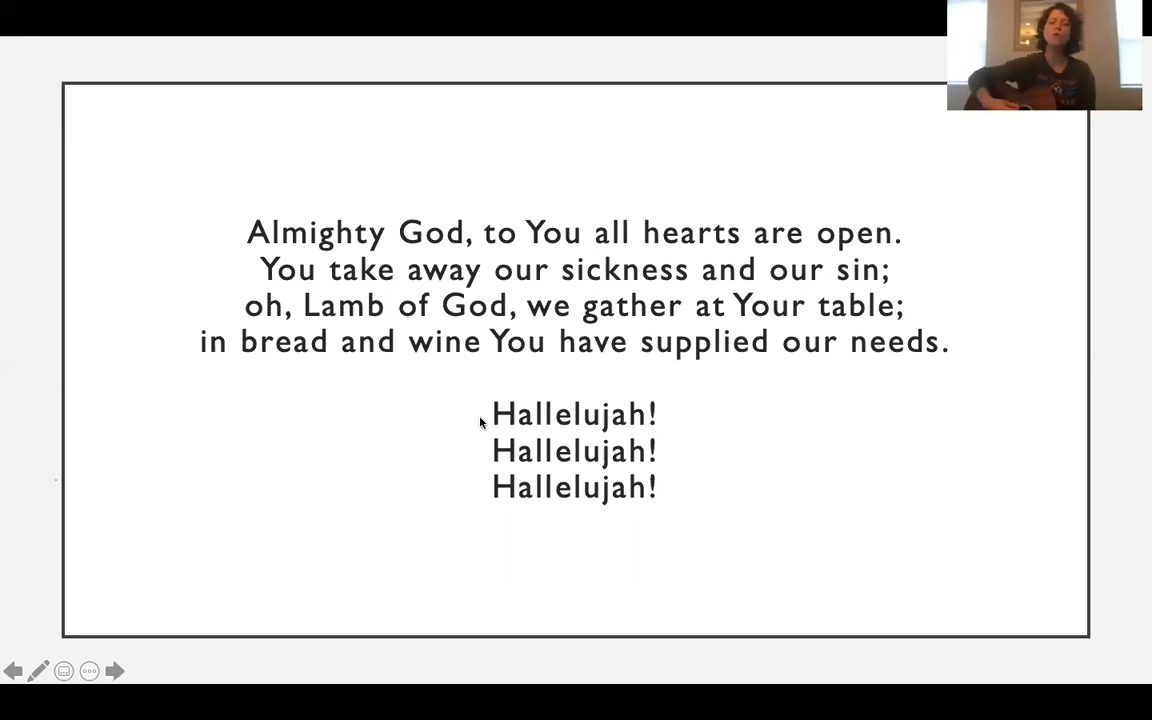 Almighty God, to You all hearts are open.
You take away our sickness and our sin;
oh, Lamb of God, we gather at Your table;
in bread and wine You have supplied our needs.
Hallelujah!
Hallelujah!
Hallelujah!